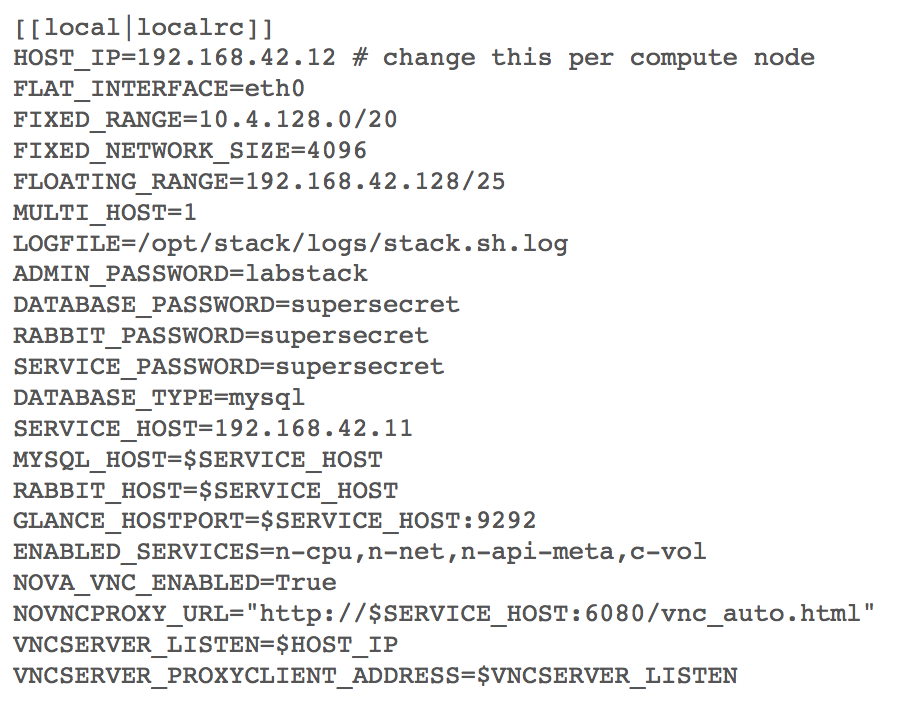 [[local|localrc]]
HOST_IP=192.168.42.12 # change this per compute node
FLAT_INTERFACE=eth0
FIXED_RANGE=10.4.128.0/20
FIXED_NETWORK_SIZE=4096
FLOATING_RANGE=192.168.42.128/25
MULTI_HOST=1
LOGFILE=/opt/stack/logs/stack.sh.log
ADMIN_PASSWORD=labstack
DATABASE_PASSWORD=supersecret
RABBIT_PASSWORD=supersecret
SERVICE_PASSWORD=supersecret
DATABASE_TYPE=mysql
SERVICE_HOST=192.168.42.11
MYSQL_HOST=$SERVICE_HOST
RABBIT_HOST=$SERVICE_HOST
GLANCE_HOSTPORT=$SERVICE_HOST:9292
ENABLED_SERVICES=n-cpu,n-net,n-api-meta,c-vol
NOVA_VNC_ENABLED=True
NOVNCPROXY_URL="http://$SERVICE_HOST:6080/vnc_auto.html"
VNCSERVER_LISTEN=$HOST_IP
VNCSERVER_PROXYCLIENT_ADDRESS=$VNCSERVER_LISTEN